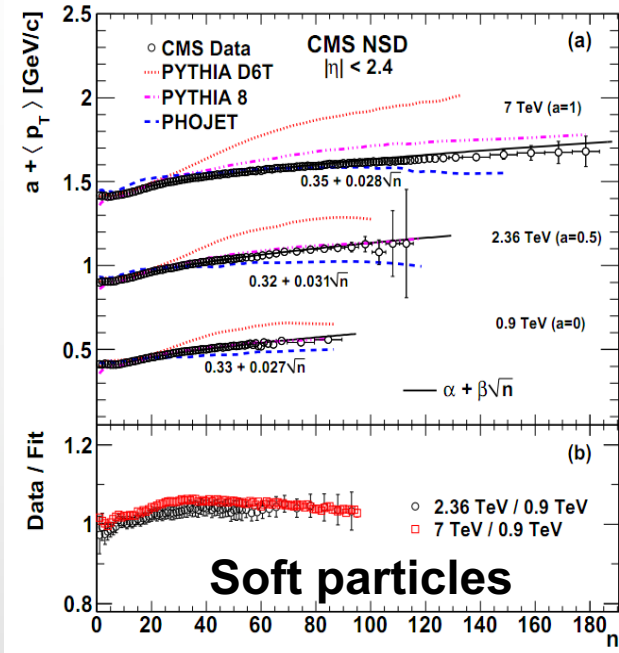 a + ⟨ p_T ⟩ [GeV/c]
2.5
2
1.5
1
0.5
CMS Data
PYTHIA D6T
PYTHIA 8
PHOJET
CMS NSD
|η| < 2.4
(a)
7 TeV (a=1)
0.35 + 0.028√n
2.36 TeV (a=0.5)
0.32 + 0.031√n
0.9 TeV (a=0)
0.33 + 0.027√n
α + β√n
Data / Fit
1.2
1
0.8
(b)
2.36 TeV / 0.9 TeV
7 TeV / 0.9 TeV
Soft particles
0 20 40 60 80 100 120 140 160 180
n